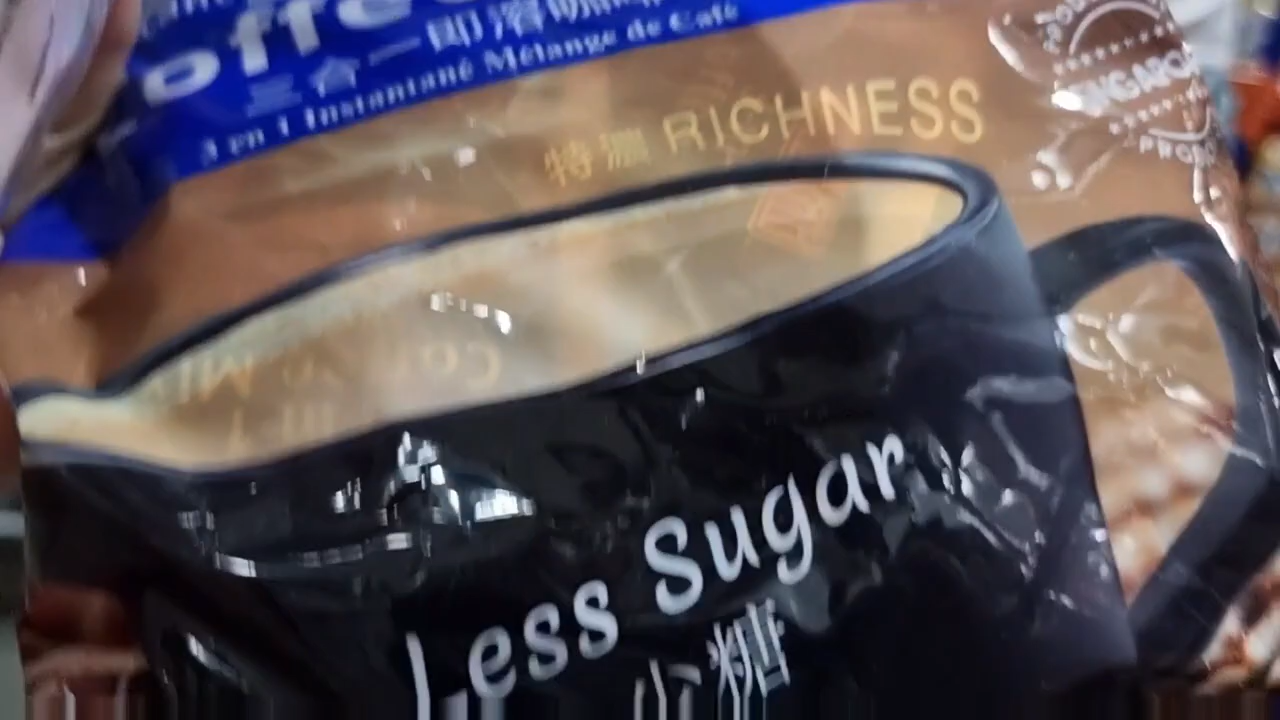 offee
三合一即溶咖啡
3 en 1 Instantané Mélange de Café
特濃 RICHNESS
Less Sugar
少糖